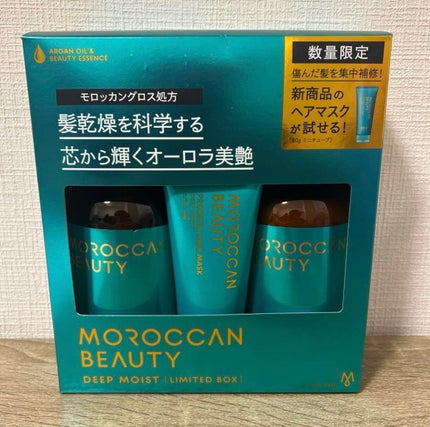 ARGAN OIL &
BEAUTY ESSENCE
数量限定
傷んだ髪を集中補修!
新商品の
ヘアマスク
が試せる!
モロッカングロス処方
髪乾燥を科学する
芯から輝くオーロラ美艶
MOROCCAN
BEAUTY
MOROCCAN
BEAUTY
MASK
MOROCCAN
BEAUTY
MOROCCAN
BEAUTY
DEEP MOIST [LIMITED BOX]